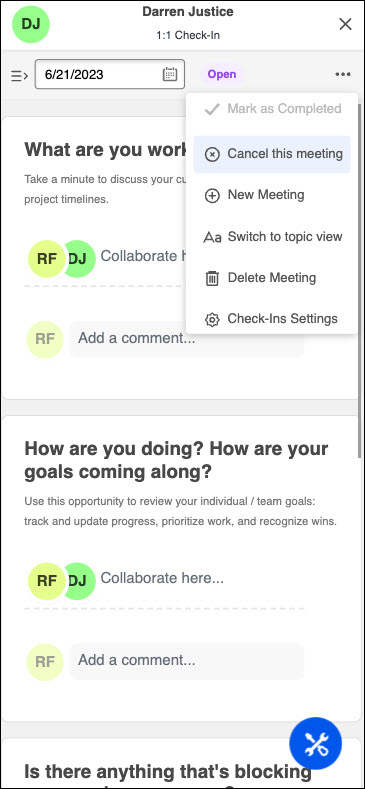 DJ
Darren Justice
1:1 Check-In
6/21/2023
Open
Mark as Completed
Cancel this meeting
New Meeting
Aa Switch to topic view
Delete Meeting
Check-Ins Settings
What are you work
Take a minute to discuss your cu
project timelines.
RF DJ Collaborate h
RF Add a comment...
How are you doing? How are your
goals coming along?
Use this opportunity to review your individual / team goals:
track and update progress, prioritize work, and recognize wins.
RF DJ Collaborate here...
RF Add a comment...
Is there anything that's blocking